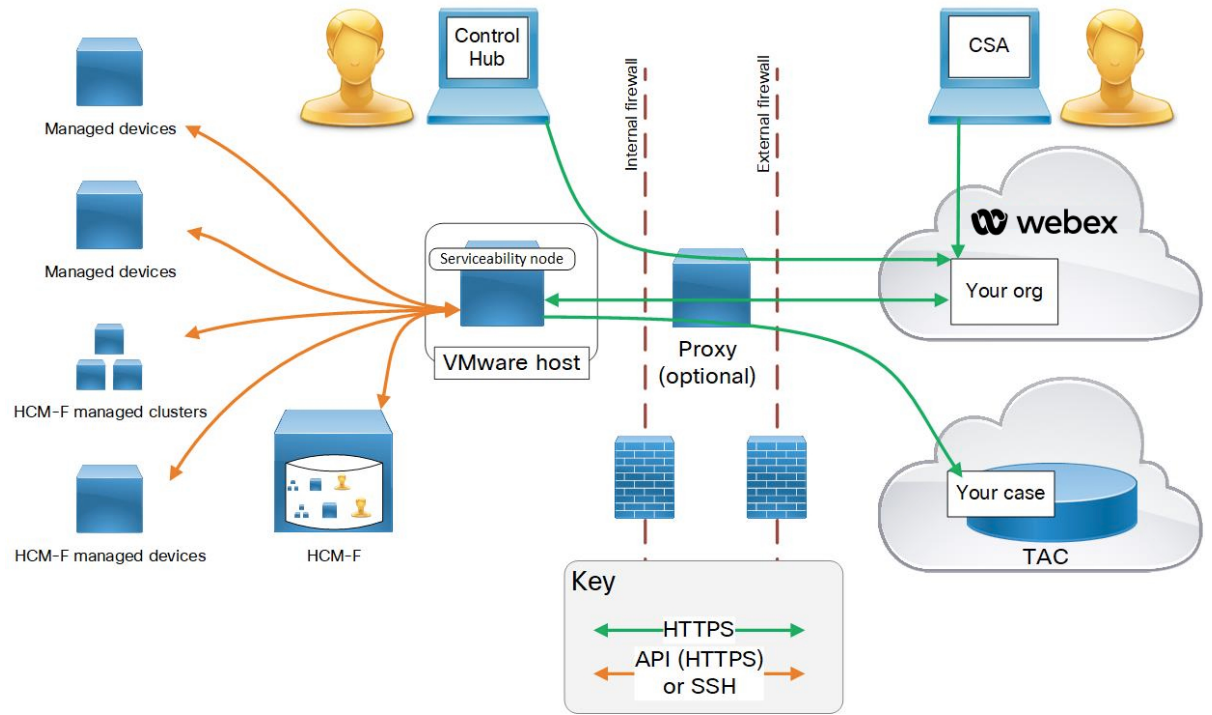 Control
Hub
CSA
Managed devices
Internal firewall
External firewall
webex
Managed devices
Serviceability node
Your org
VMware host
Proxy
(optional)
HCM-F managed clusters
Your case
HCM-F managed devices
HCM-F
TAC
Key
HTTPS
API (HTTPS)
or SSH